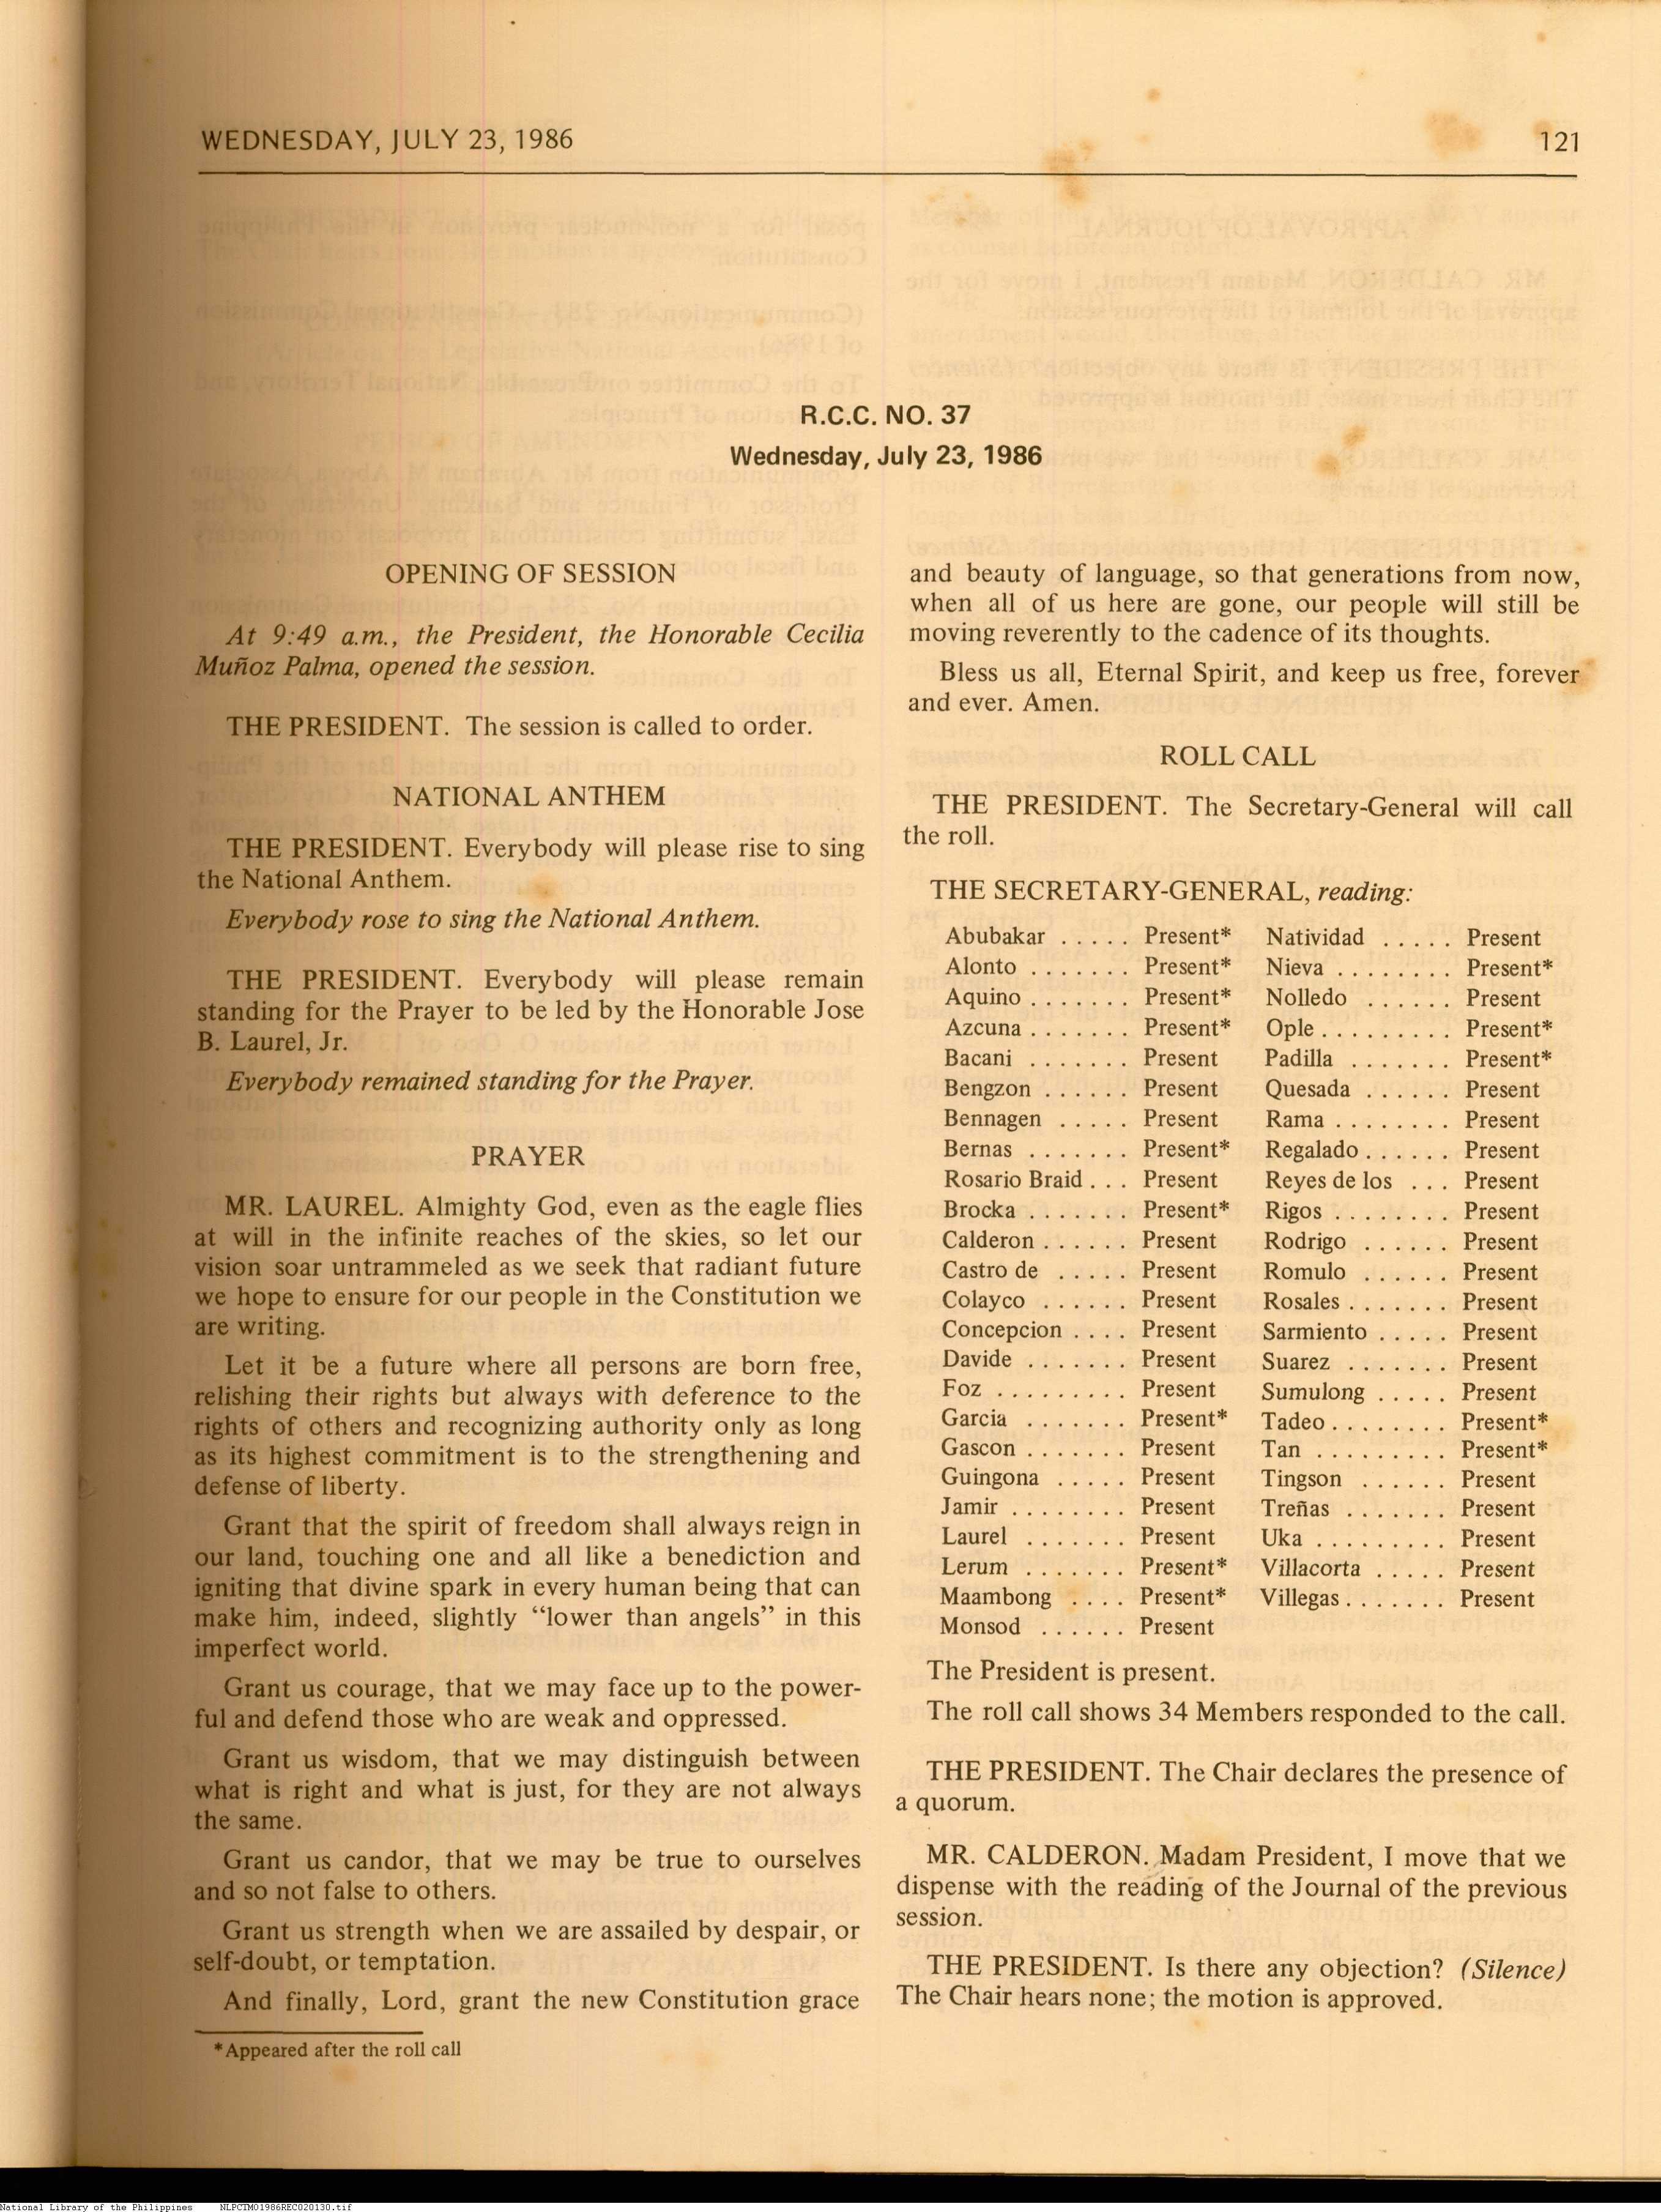 WEDNESDAY, JULY 23, 1986
121
R.C.C. NO. 37
Wednesday, July 23, 1986
OPENING OF SESSION
At 9:49 a.m., the President, the Honorable Cecilia
Muñoz Palma, opened the session.
THE PRESIDENT. The session is called to order.
NATIONAL ANTHEM
THE PRESIDENT. Everybody will please rise to sing
the National Anthem.
Everybody rose to sing the National Anthem.
THE PRESIDENT. Everybody will please remain
standing for the Prayer to be led by the Honorable Jose
B. Laurel, Jr.
Everybody remained standing for the Prayer.
PRAYER
MR. LAUREL. Almighty God, even as the eagle flies
at will in the infinite reaches of the skies, so let our
vision soar untrammeled as we seek that radiant future
we hope to ensure for our people in the Constitution we
are writing.
Let it be a future where all persons are born free,
relishing their rights but always with deference to the
rights of others and recognizing authority only as long
as its highest commitment is to the strengthening and
defense of liberty.
Grant that the spirit of freedom shall always reign in
our land, touching one and all like a benediction and
igniting that divine spark in every human being that can
make him, indeed, slightly “lower than angels” in this
imperfect world.
Grant us courage, that we may face up to the power-
ful and defend those who are weak and oppressed.
Grant us wisdom, that we may distinguish between
what is right and what is just, for they are not always
the same.
Grant us candor, that we may be true to ourselves
and so not false to others.
Grant us strength when we are assailed by despair, or
self-doubt, or temptation.
And finally, Lord, grant the new Constitution grace
*Appeared after the roll call
and beauty of language, so that generations from now,
when all of us here are gone, our people will still be
moving reverently to the cadence of its thoughts.
Bless us all, Eternal Spirit, and keep us free, forever
and ever. Amen.
ROLL CALL
THE PRESIDENT. The Secretary-General will call
the roll.
THE SECRETARY-GENERAL, reading:
Abubakar . . . . . Present* Natividad . . . . . Present
Alonto . . . . . . . Present* Nieva . . . . . . . . Present*
Aquino . . . . . . . Present* Nolledo . . . . . . Present
Azcuna . . . . . . . Present* Ople . . . . . . . . . Present*
Bacani . . . . . . . Present Padilla . . . . . . . Present*
Bengzon . . . . . . Present Quesada . . . . . . Present
Bennagen . . . . . Present Rama . . . . . . . . Present
Bernas . . . . . . . Present* Regalado . . . . . . Present
Rosario Braid . . . Present Reyes de los . . . Present
Brocka . . . . . . . Present* Rigos . . . . . . . . Present
Calderon . . . . . . Present Rodrigo . . . . . . Present
Castro de . . . . . Present Romulo . . . . . . Present
Colayco . . . . . . Present Rosales . . . . . . . Present
Concepcion . . . . Present Sarmiento . . . . . Present
Davide . . . . . . . Present Suarez . . . . . . . Present
Foz . . . . . . . . . Present Sumulong . . . . . Present
Garcia . . . . . . . Present* Tadeo . . . . . . . . Present*
Gascon . . . . . . . Present Tan . . . . . . . . . Present*
Guingona . . . . . Present Tingson . . . . . . Present
Jamir . . . . . . . . Present Treñas . . . . . . . Present
Laurel . . . . . . . Present Uka . . . . . . . . . Present
Lerum . . . . . . . Present* Villacorta . . . . . Present
Maambong . . . . Present* Villegas . . . . . . . Present
Monsod . . . . . . Present
The President is present.
The roll call shows 34 Members responded to the call.
THE PRESIDENT. The Chair declares the presence of
a quorum.
MR. CALDERON. Madam President, I move that we
dispense with the reading of the Journal of the previous
session.
THE PRESIDENT. Is there any objection? (Silence)
The Chair hears none; the motion is approved.
National Library of the Philippines NLPCTM01986REC020130.tif